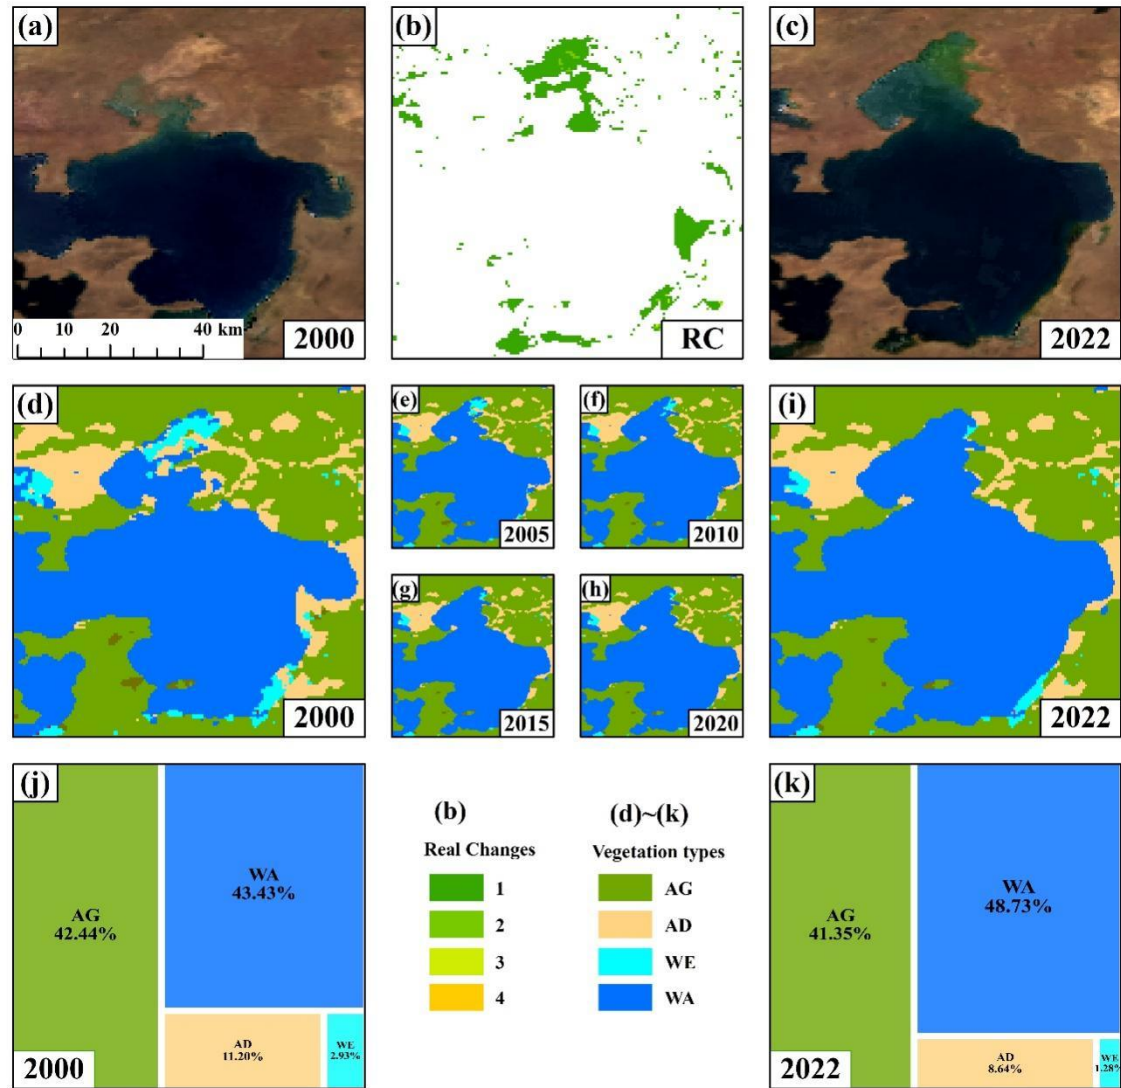 (a)
0 10 20 40 km
2000
(b)
RC
(c)
2022
(d)
2000
(e)
2005
(f)
2010
(g)
2015
(h)
2020
(i)
2022
(j)
AG
42.44%
WA
43.43%
AD
11.20%
WE
2.93%
2000
(b)
Real Changes
1
2
3
4
(d)~(k)
Vegetation types
AG
AD
WE
WA
(k)
AG
41.35%
WA
48.73%
AD
8.64%
WE
1.28%
2022